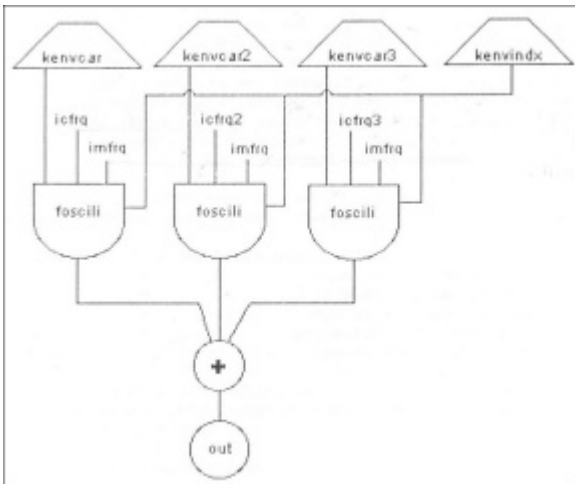 kenvcar kenvcar2 kenvcar3 kenvindx
icfrq icfrq2 icfrq3
imfrq imfrq imfrq
foscili foscili foscili
+
out